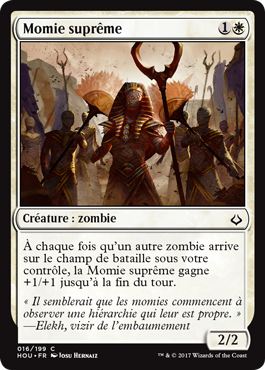 Momie suprême 1
Créature : zombie
À chaque fois qu'un autre zombie arrive
sur le champ de bataille sous votre
contrôle, la Momie suprême gagne
+1/+1 jusqu'à la fin du tour.
« Il semblerait que les momies commencent à
observer une hiérarchie qui leur est propre. »
—Elekh, vizir de l'embaumement
2/2
016/199 C
HOU • FR Josu Hernaiz ™ & © 2017 Wizards of the Coast